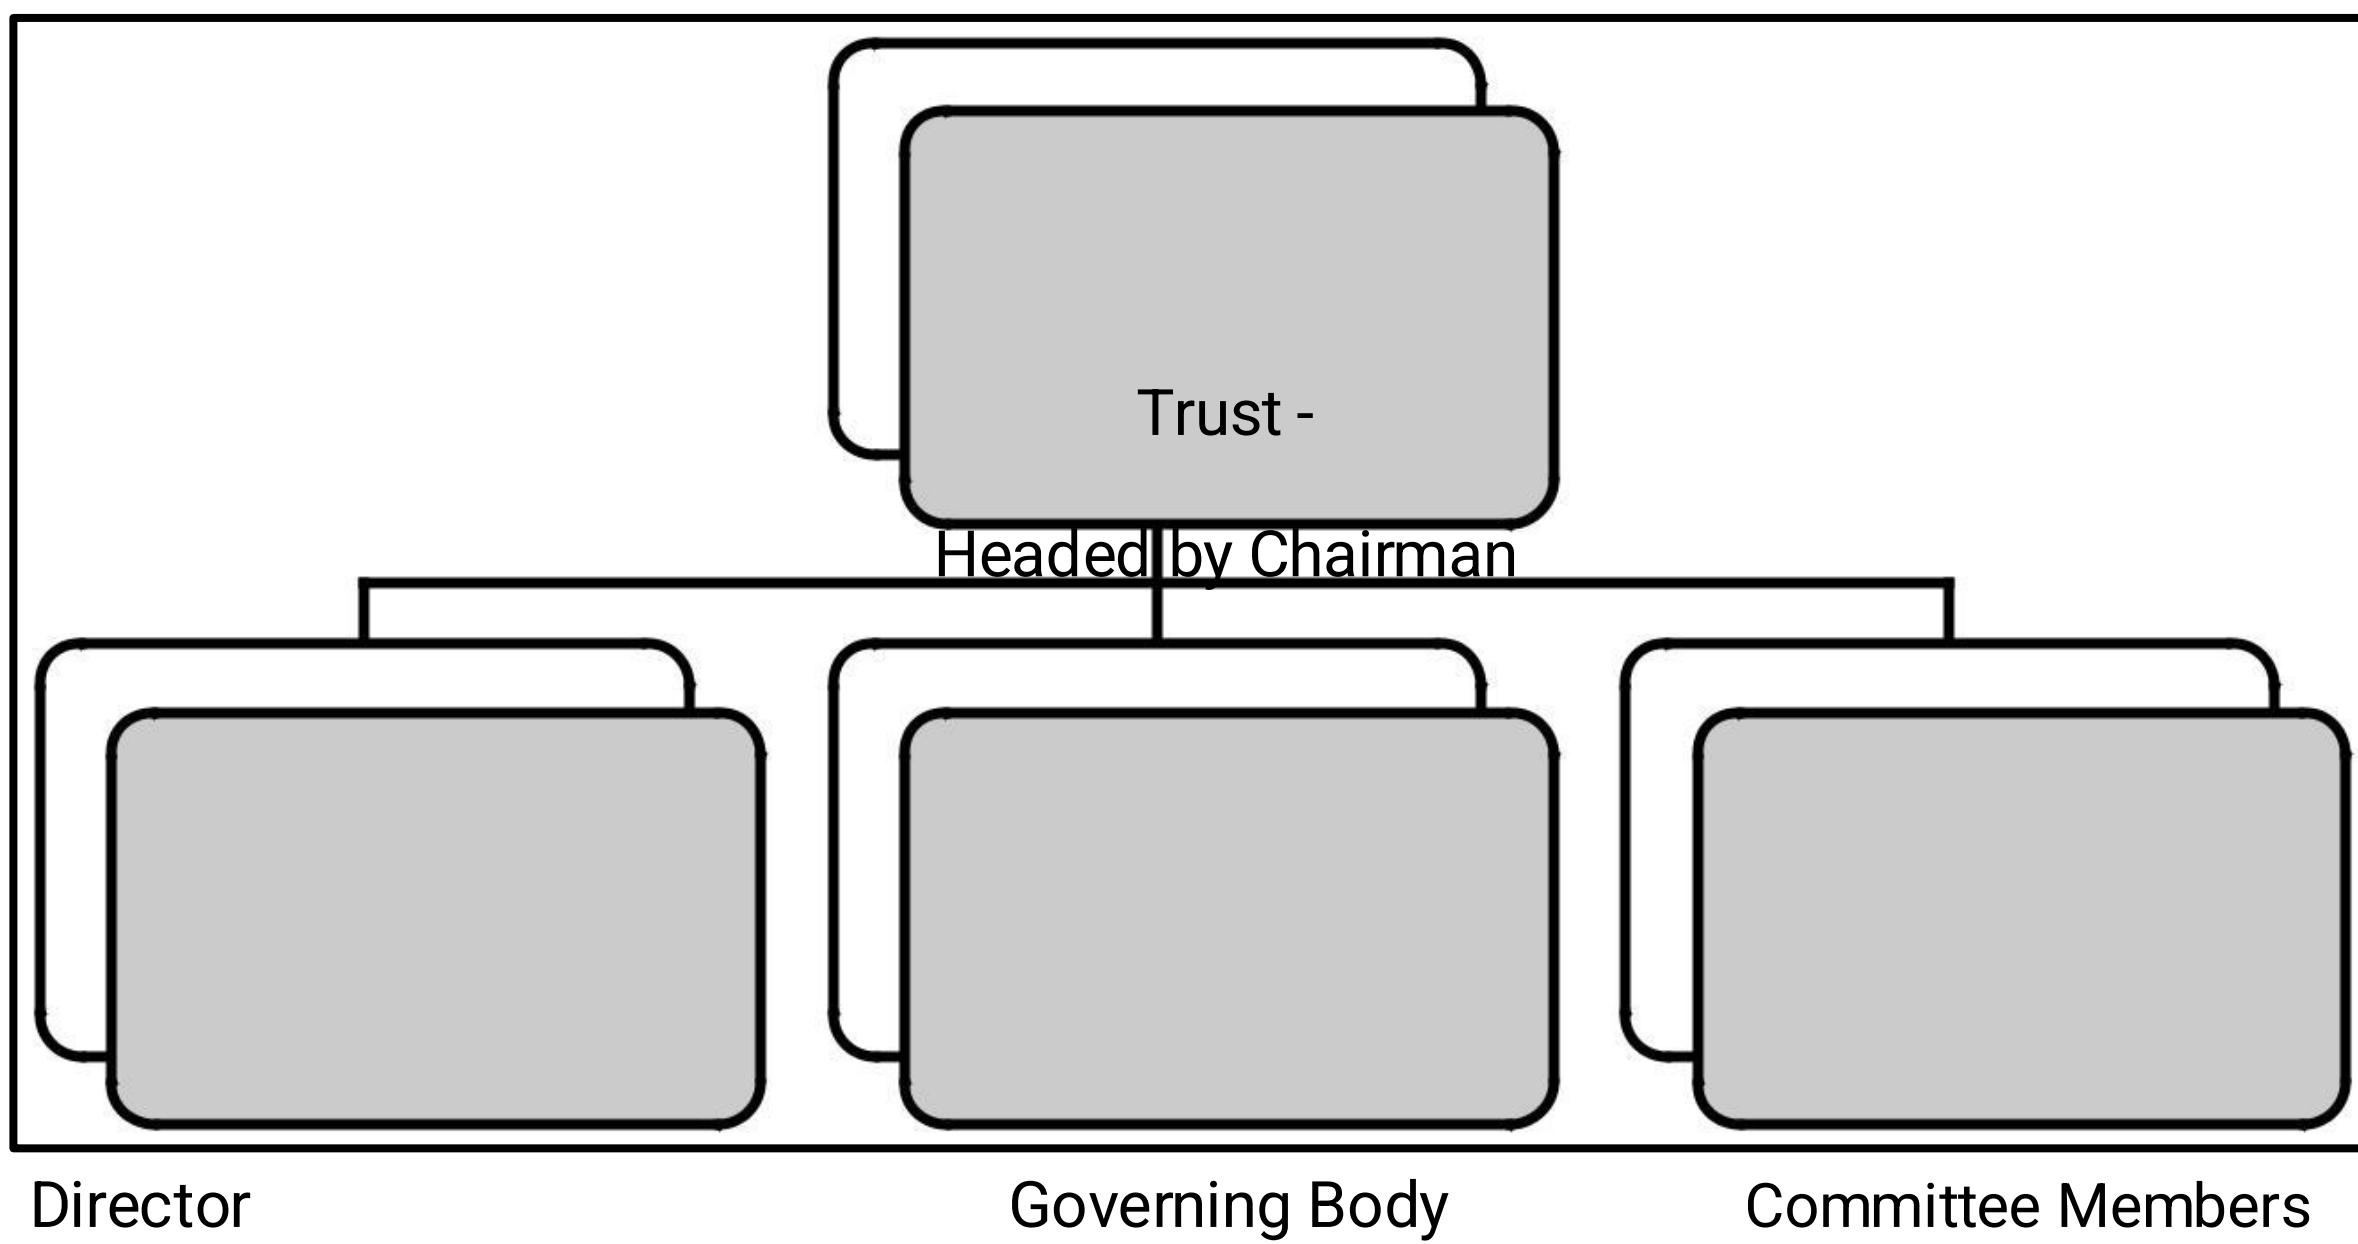 Trust -
Headed by Chairman
Director
Governing Body
Committee Members